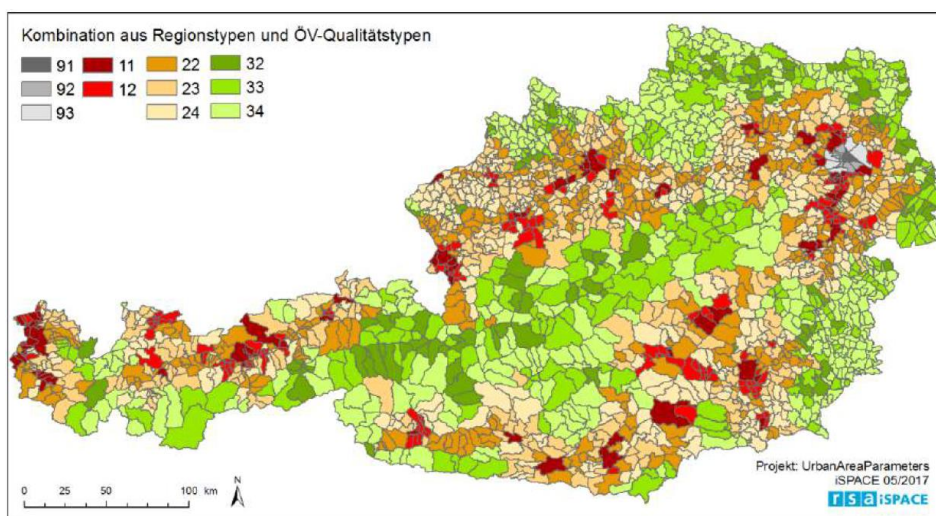 Kombination aus Regionstypen und ÖV-Qualitätstypen
91 11 22 32
92 12 23 33
93 24 34
0 25 50 100 km N
Projekt: UrbanAreaParameters
iSPACE 05/2017
rsa iSPACE